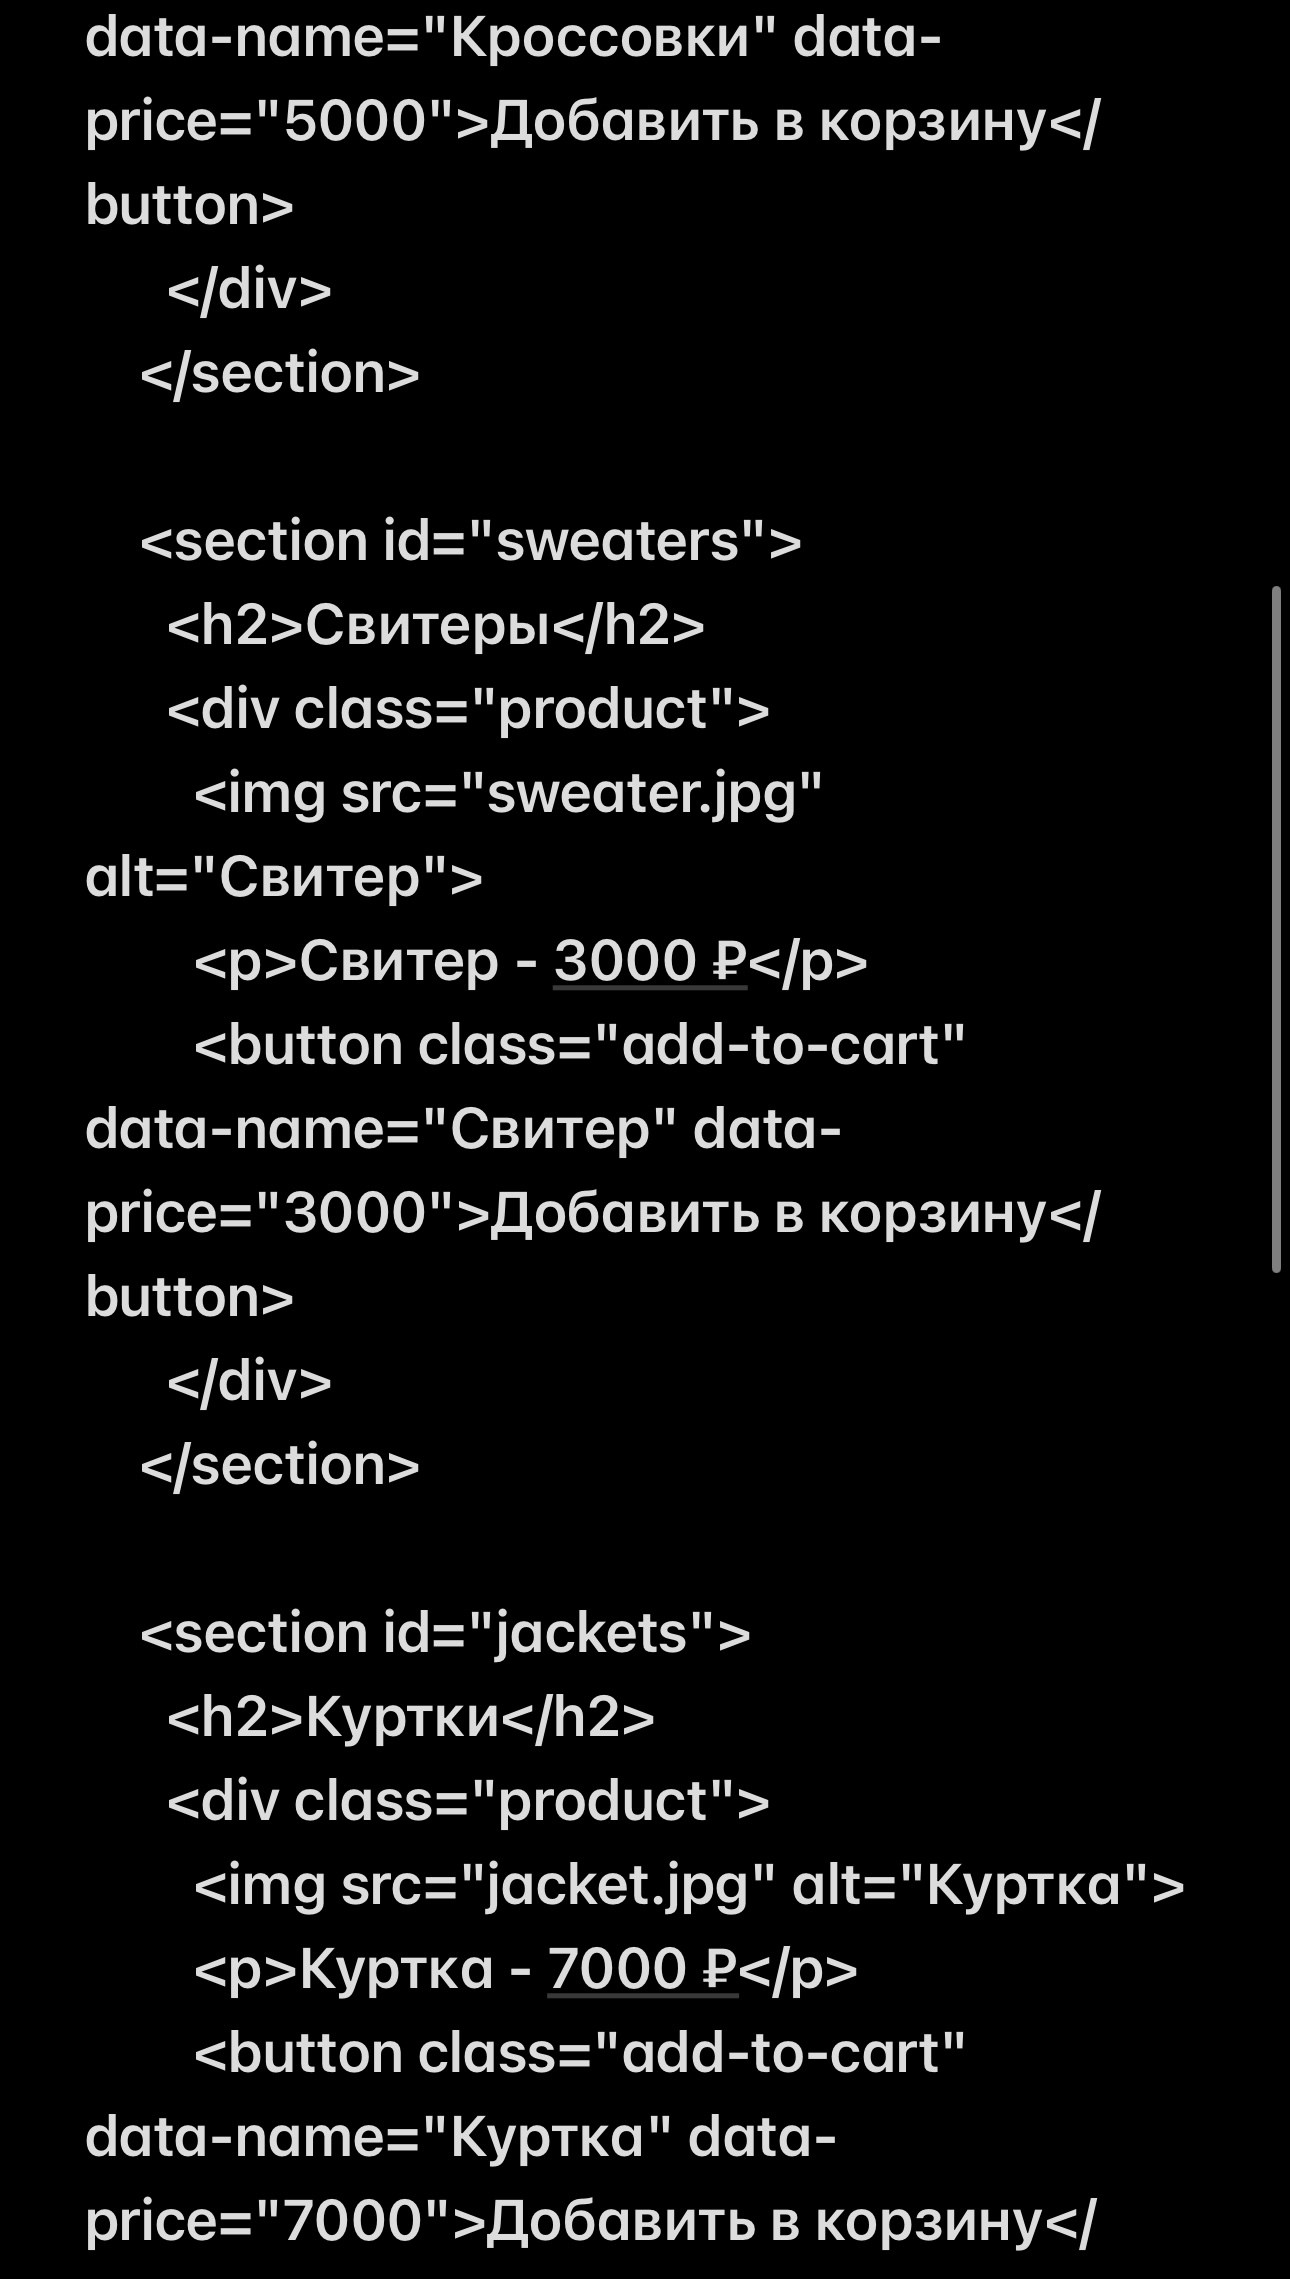 data-name="Кроссовки" data-
price="5000">Добавить в корзину</
button>
</div>
</section>
<section id="sweaters">
<h2>Свитеры</h2>
<div class="product">
<img src="sweater.jpg"
alt="Свитер">
<p>Свитер - 3000 ₽</p>
<button class="add-to-cart"
data-name="Свитер" data-
price="3000">Добавить в корзину</
button>
</div>
</section>
<section id="jackets">
<h2>Куртки</h2>
<div class="product">
<img src="jacket.jpg" alt="Куртка">
<p>Куртка - 7000 ₽</p>
<button class="add-to-cart"
data-name="Куртка" data-
price="7000">Добавить в корзину</